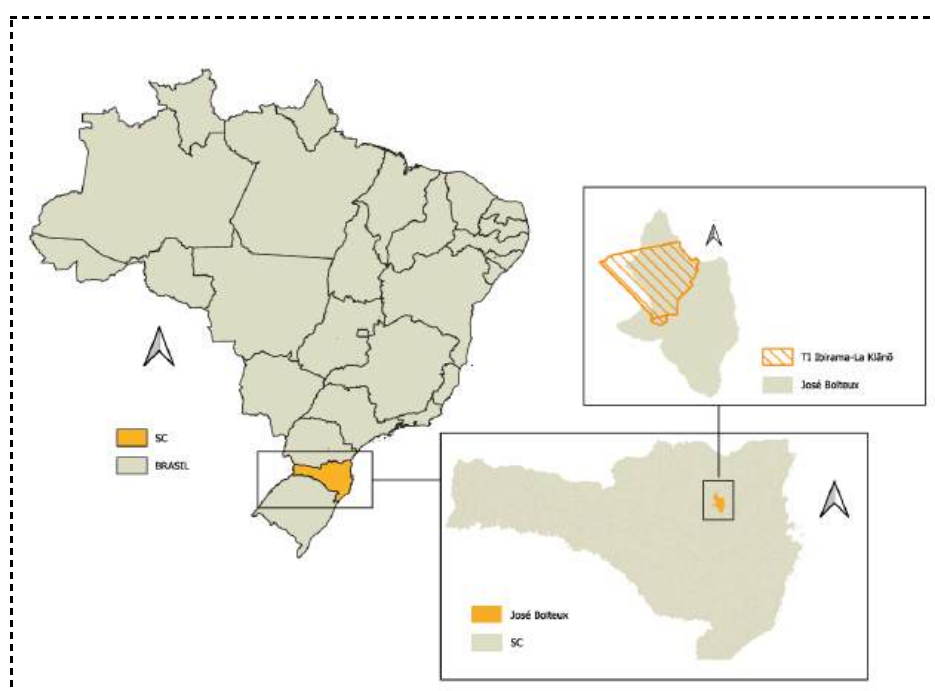 SC
BRASIL
TI Ibirama-La Klãnõ
José Boiteux
José Boiteux
SC